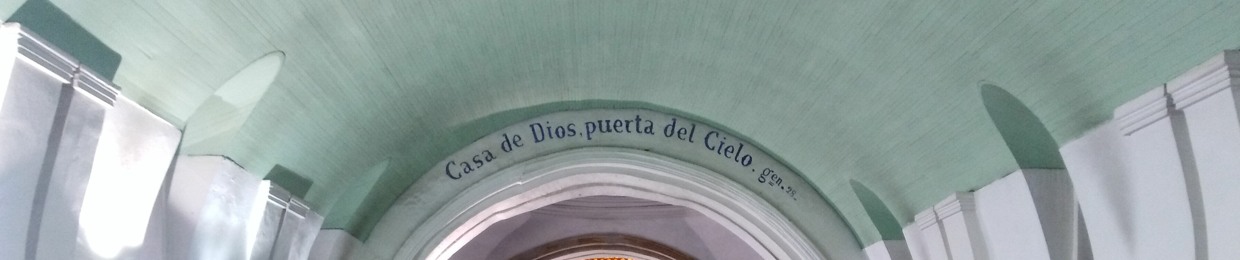 Casa de Dios, puerta del Cielo. gen. 28.